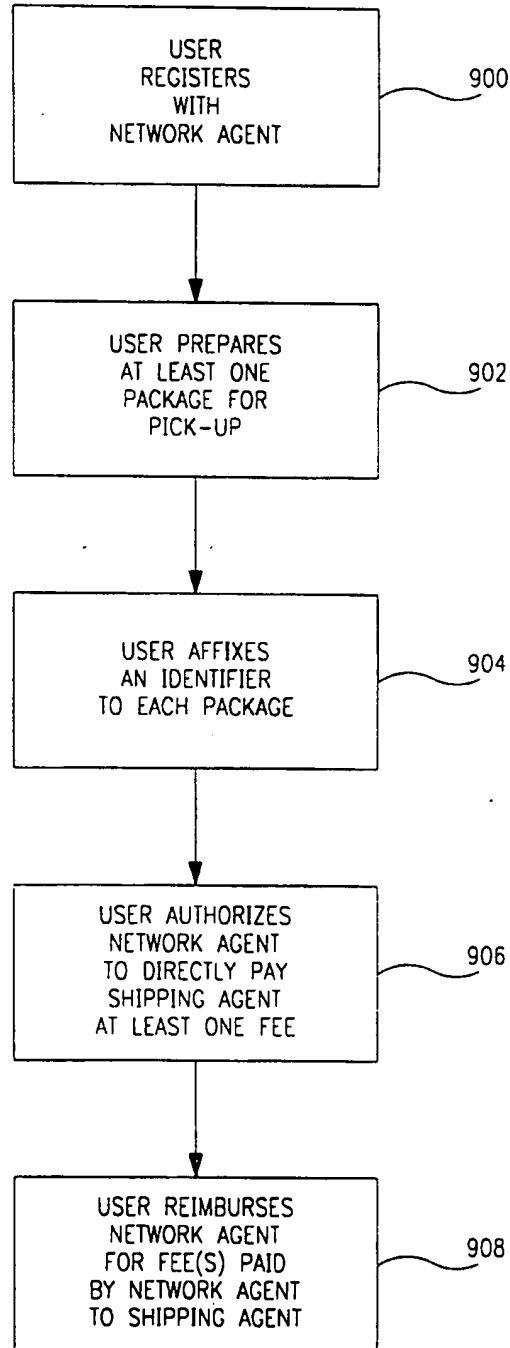 USER
REGISTERS
WITH
NETWORK AGENT
900
USER PREPARES
AT LEAST ONE
PACKAGE FOR
PICK-UP
902
USER AFFIXES
AN IDENTIFIER
TO EACH PACKAGE
904
USER AUTHORIZES
NETWORK AGENT
TO DIRECTLY PAY
SHIPPING AGENT
AT LEAST ONE FEE
906
USER REIMBURSES
NETWORK AGENT
FOR FEE(S) PAID
BY NETWORK AGENT
TO SHIPPING AGENT
908